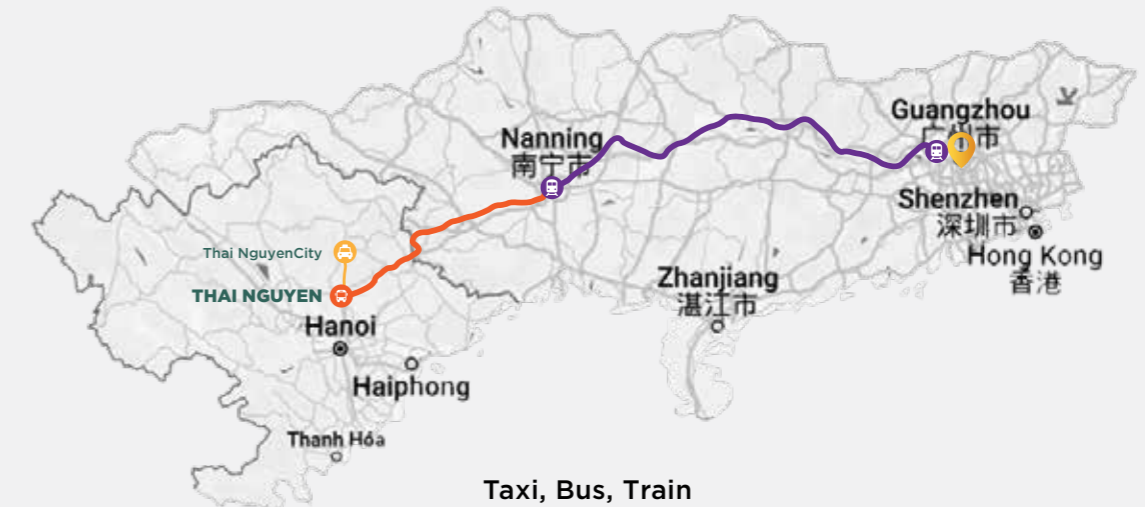 Guangzhou
广州市
Nanning
南宁市
Shenzhen
深圳市
Thai NguyenCity
Hong Kong
香港
Zhanjiang
湛江市
THAI NGUYEN
Hanoi
Haiphong
Thanh Hóa
Taxi, Bus, Train